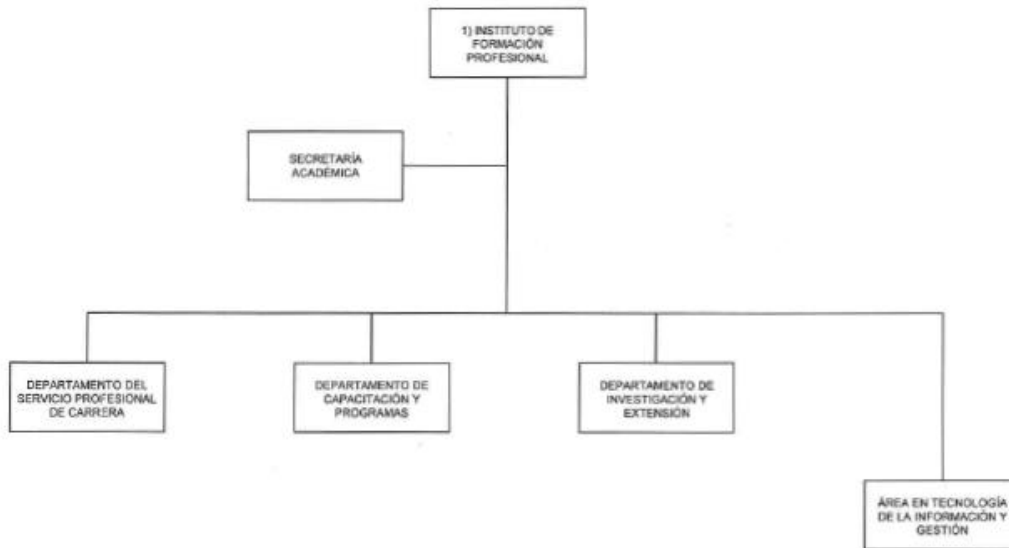 1) INSTITUTO DE
FORMACIÓN
PROFESIONAL
SECRETARÍA
ACADÉMICA
DEPARTAMENTO DEL
SERVICIO PROFESIONAL
DE CARRERA
DEPARTAMENTO DE
CAPACITACIÓN Y
PROGRAMAS
DEPARTAMENTO DE
INVESTIGACIÓN Y
EXTENSIÓN
ÁREA EN TECNOLOGÍA
DE LA INFORMACIÓN Y
GESTIÓN